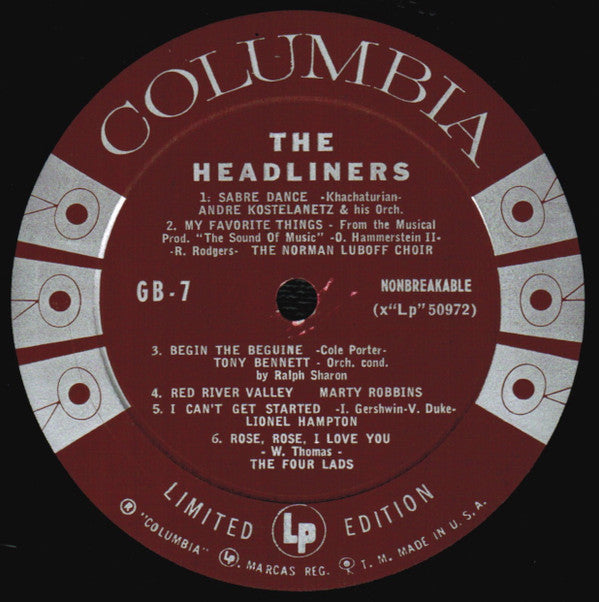 COLUMBIA
THE
HEADLINERS
1: SABRE DANCE -Khachaturian-
ANDRE KOSTELANETZ & his Orch.
2. MY FAVORITE THINGS - From the Musical
Prod. "The Sound Of Music" -O. Hammerstein II-
-R. Rodgers- THE NORMAN LUBOFF CHOIR
GB-7
NONBREAKABLE
(x"Lp" 50972)
3. BEGIN THE BEGUINE -Cole Porter-
TONY BENNETT - Orch. cond.
by Ralph Sharon
4. RED RIVER VALLEY MARTY ROBBINS
5. I CAN'T GET STARTED -I. Gershwin-V. Duke-
LIONEL HAMPTON
6. ROSE, ROSE, I LOVE YOU
- W. Thomas -
THE FOUR LADS
LIMITED Lp EDITION
® "COLUMBIA" Lp. MARCAS REG. T. M. MADE IN U. S. A.